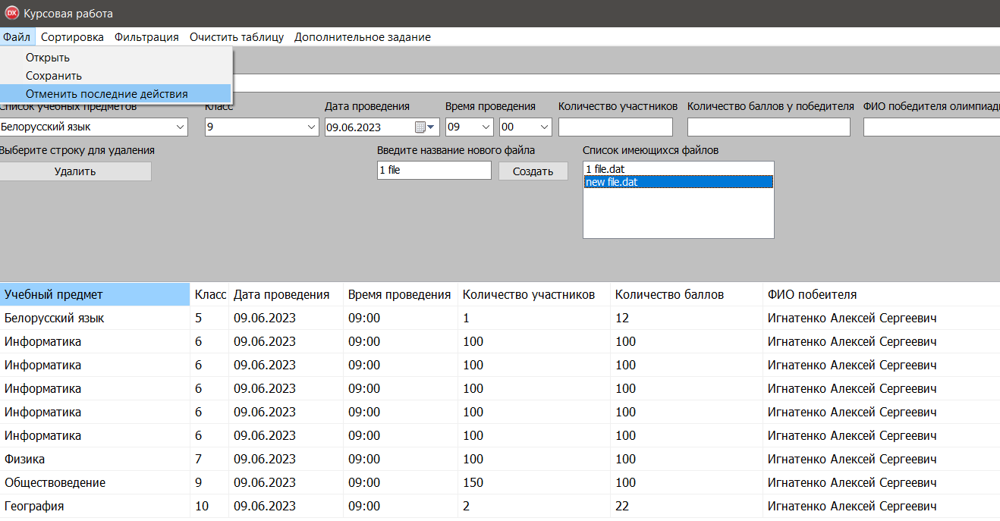 DX Курсовая работа
Файл Сортировка Фильтрация Очистить таблицу Дополнительное задание
Открыть
Сохранить
Отменить последние действия
Список учебных предметов Класс Дата проведения Время проведения Количество участников Количество баллов у победителя ФИО победителя олимпиад
Белорусский язык 9 09.06.2023 09 00
Выберите строку для удаления Введите название нового файла Список имеющихся файлов
Удалить 1 file Создать 1 file.dat
new file.dat
Учебный предмет Класс Дата проведения Время проведения Количество участников Количество баллов ФИО побеителя
Белорусский язык 5 09.06.2023 09:00 1 12 Игнатенко Алексей Сергеевич
Информатика 6 09.06.2023 09:00 100 100 Игнатенко Алексей Сергеевич
Информатика 6 09.06.2023 09:00 100 100 Игнатенко Алексей Сергеевич
Информатика 6 09.06.2023 09:00 100 100 Игнатенко Алексей Сергеевич
Информатика 6 09.06.2023 09:00 100 100 Игнатенко Алексей Сергеевич
Информатика 6 09.06.2023 09:00 100 100 Игнатенко Алексей Сергеевич
Физика 7 09.06.2023 09:00 100 100 Игнатенко Алексей Сергеевич
Обществоведение 9 09.06.2023 09:00 150 100 Игнатенко Алексей Сергеевич
География 10 09.06.2023 09:00 2 22 Игнатенко Алексей Сергеевич